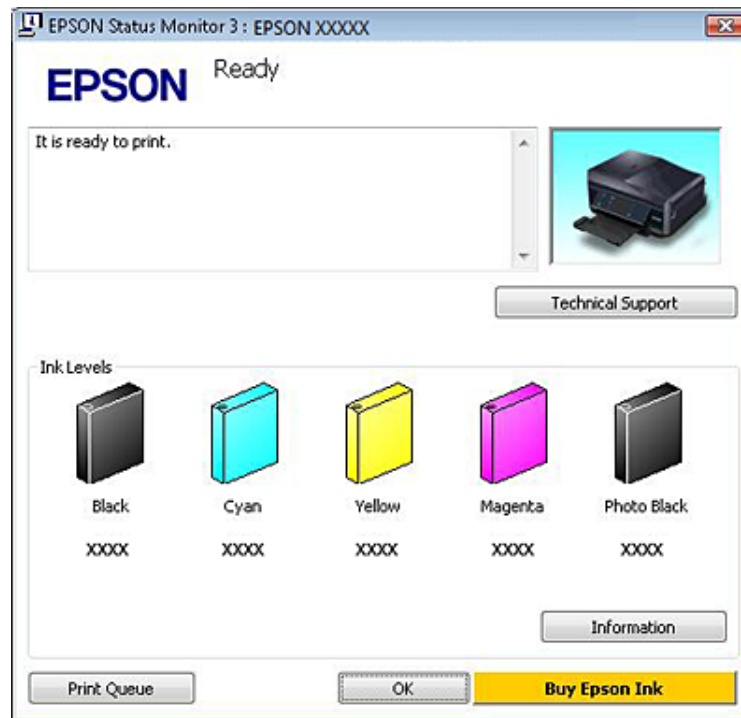 EPSON Status Monitor 3 : EPSON XXXXX
EPSON
Ready
It is ready to print.
Technical Support
Ink Levels
Black Cyan Yellow Magenta Photo Black
XXXX XXXX XXXX XXXX XXXX
Information
Print Queue OK Buy Epson Ink